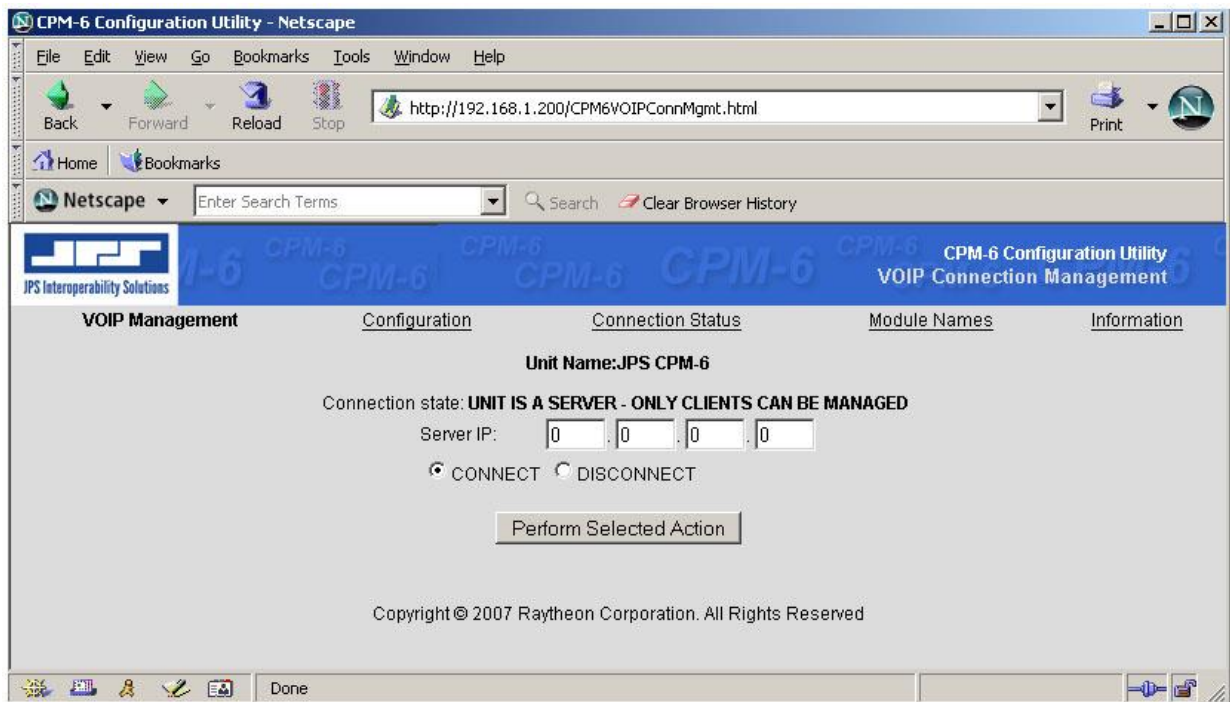 CPM-6 Configuration Utility - Netscape
File Edit View Go Bookmarks Tools Window Help
http://192.168.1.200/CPM6VOIPConnMgmt.html
Back Forward Reload Stop Print
Home Bookmarks
Netscape Enter Search Terms Search Clear Browser History
JPS Interoperability Solutions
CPM-6 CPM-6 CPM-6 CPM-6 CPM-6 CPM-6
CPM-6 Configuration Utility
VOIP Connection Management
VOIP Management Configuration Connection Status Module Names Information
Unit Name:JPS CPM-6
Connection state: UNIT IS A SERVER - ONLY CLIENTS CAN BE MANAGED
Server IP: 0 . 0 . 0 . 0
CONNECT DISCONNECT
Perform Selected Action
Copyright © 2007 Raytheon Corporation. All Rights Reserved
Done